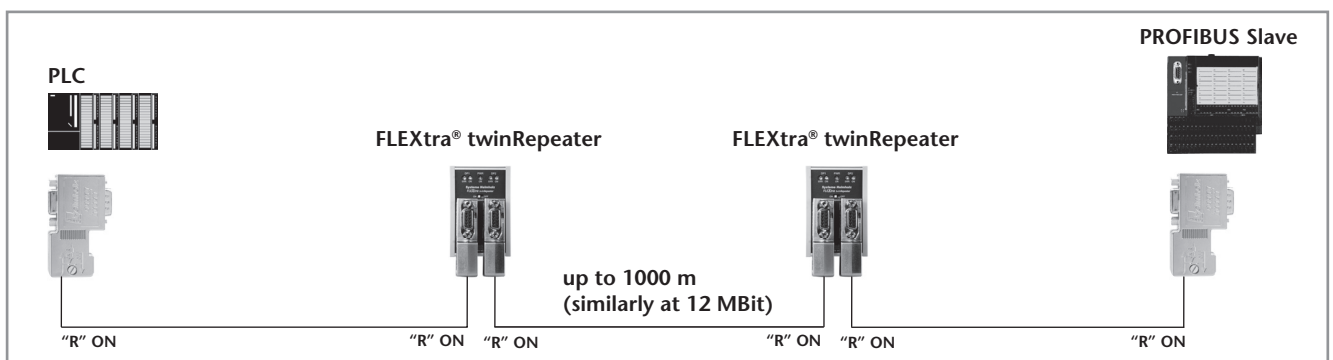 PROFIBUS Slave
PLC
FLEXtra® twinRepeater
FLEXtra® twinRepeater
up to 1000 m
(similarly at 12 MBit)
“R” ON
“R” ON
“R” ON
“R” ON
“R” ON
“R” ON